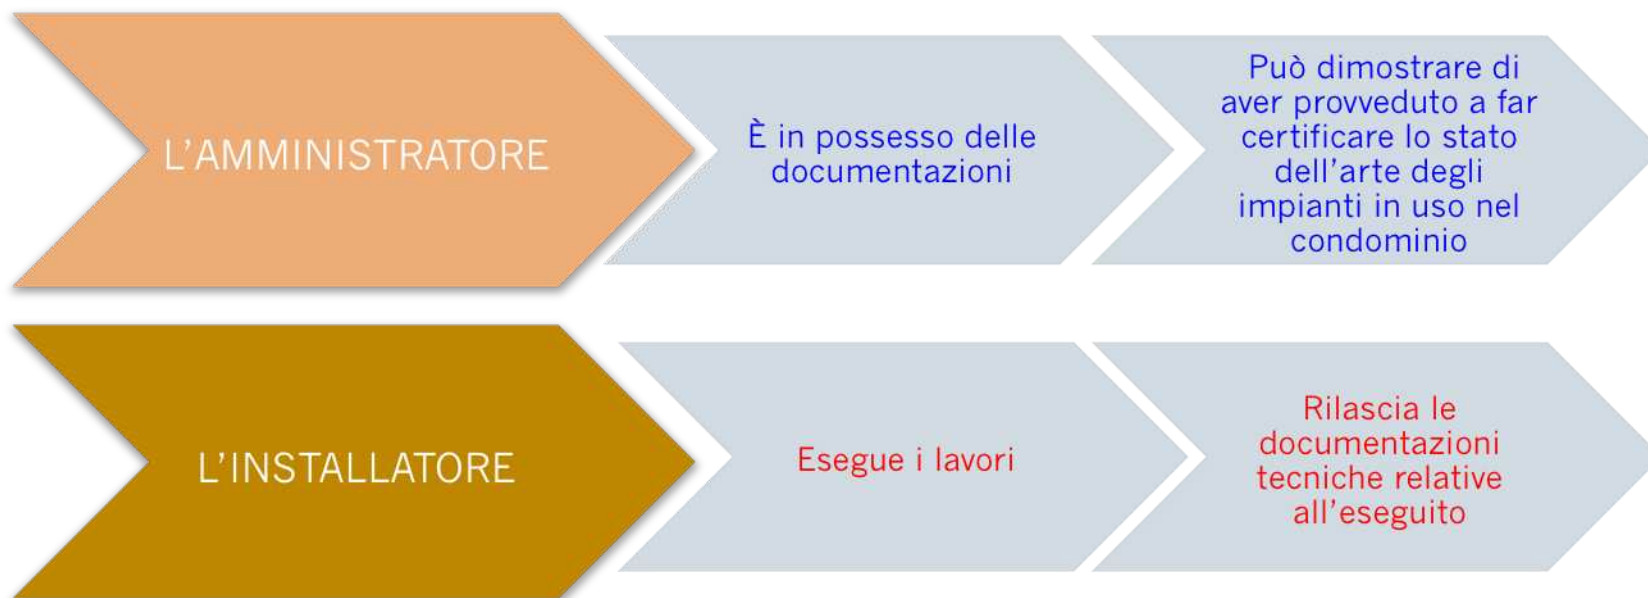 L'AMMINISTRATORE
È in possesso delle
documentazioni
Può dimostrare di
aver provveduto a far
certificare lo stato
dell'arte degli
impianti in uso nel
condominio
L'INSTALLATORE
Esegue i lavori
Rilascia le
documentazioni
tecniche relative
all'eseguito